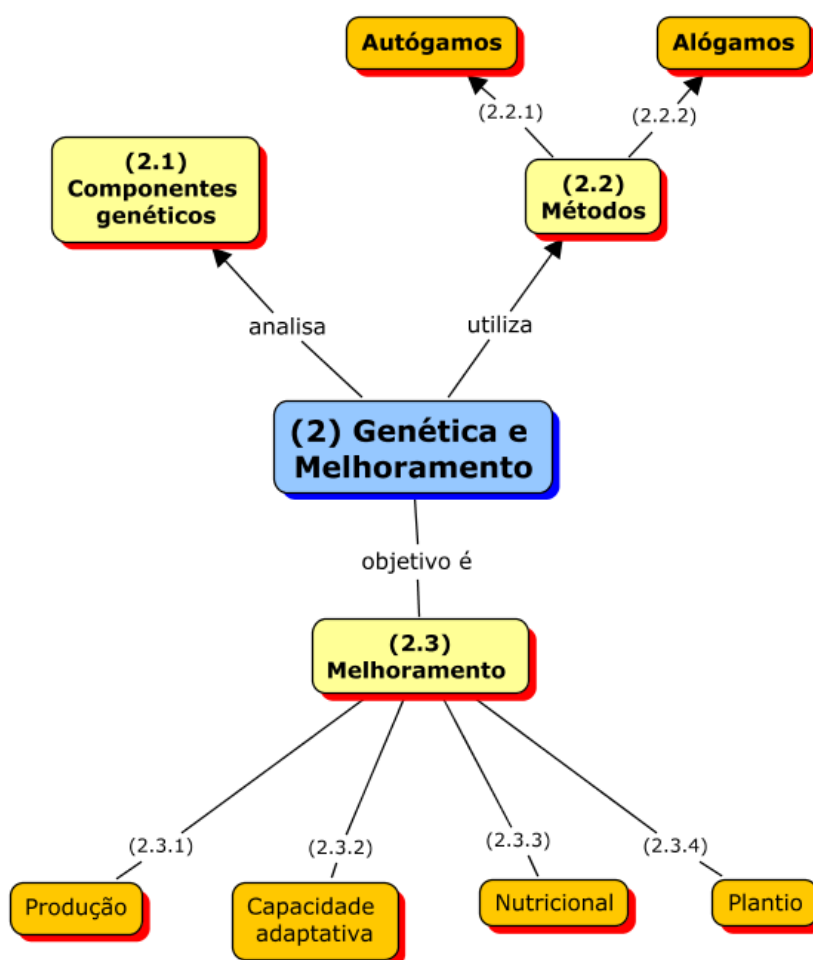 Autógamos
Alógamos
(2.2.1)
(2.2.2)
(2.1)
Componentes
genéticos
(2.2)
Métodos
analisa
utiliza
(2) Genética e
Melhoramento
objetivo é
(2.3)
Melhoramento
(2.3.1)
(2.3.2)
(2.3.3)
(2.3.4)
Produção
Capacidade
adaptativa
Nutricional
Plantio